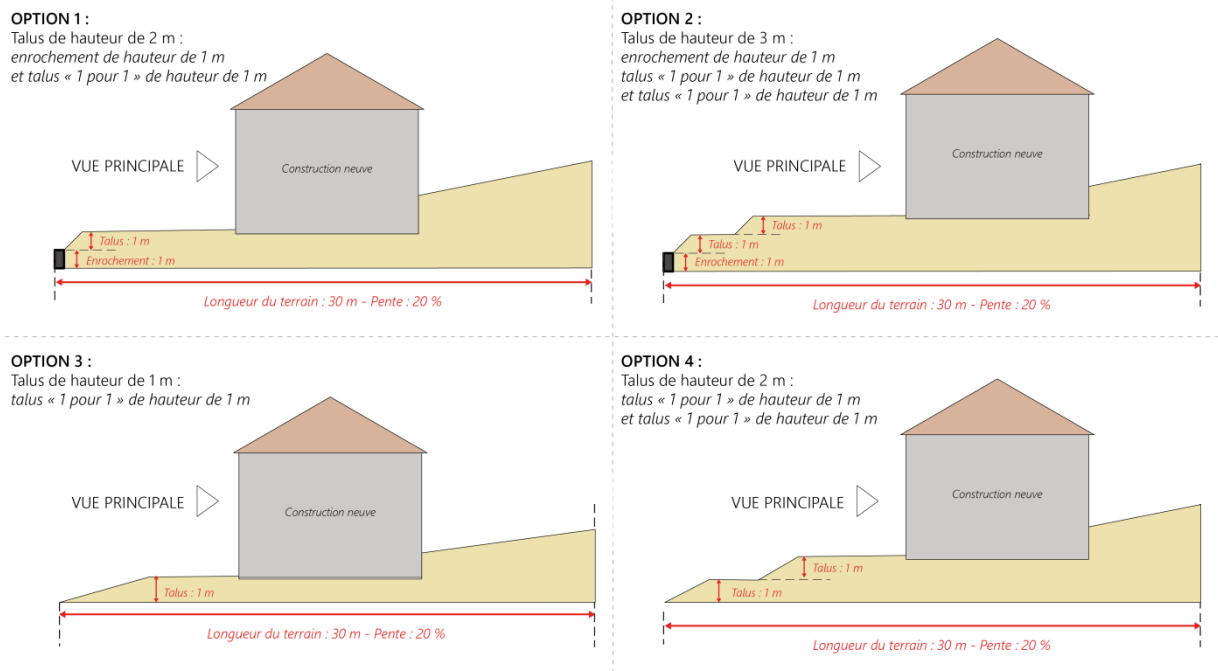 OPTION 1 :
Talus de hauteur de 2 m :
enrochement de hauteur de 1 m
et talus « 1 pour 1 » de hauteur de 1 m
VUE PRINCIPALE
Construction neuve
Talus : 1 m
Enrochement : 1 m
Longueur du terrain : 30 m - Pente : 20 %
OPTION 2 :
Talus de hauteur de 3 m :
enrochement de hauteur de 1 m
talus « 1 pour 1 » de hauteur de 1 m
et talus « 1 pour 1 » de hauteur de 1 m
VUE PRINCIPALE
Construction neuve
Talus : 1 m
Talus : 1 m
Enrochement : 1 m
Longueur du terrain : 30 m - Pente : 20 %
OPTION 3 :
Talus de hauteur de 1 m :
talus « 1 pour 1 » de hauteur de 1 m
VUE PRINCIPALE
Construction neuve
Talus : 1 m
Longueur du terrain : 30 m - Pente : 20 %
OPTION 4 :
Talus de hauteur de 2 m :
talus « 1 pour 1 » de hauteur de 1 m
et talus « 1 pour 1 » de hauteur de 1 m
VUE PRINCIPALE
Construction neuve
Talus : 1 m
Talus : 1 m
Longueur du terrain : 30 m - Pente : 20 %